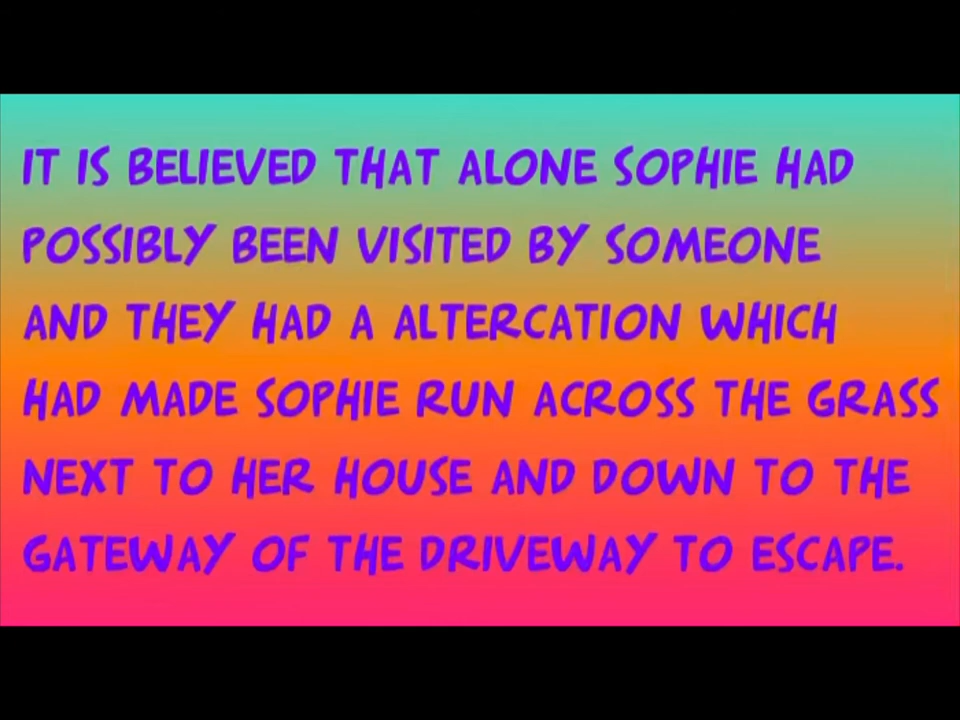 IT IS BELIEVED THAT ALONE SOPHIE HAD
POSSIBLY BEEN VISITED BY SOMEONE
AND THEY HAD A ALTERCATION WHICH
HAD MADE SOPHIE RUN ACROSS THE GRASS
NEXT TO HER HOUSE AND DOWN TO THE
GATEWAY OF THE DRIVEWAY TO ESCAPE.